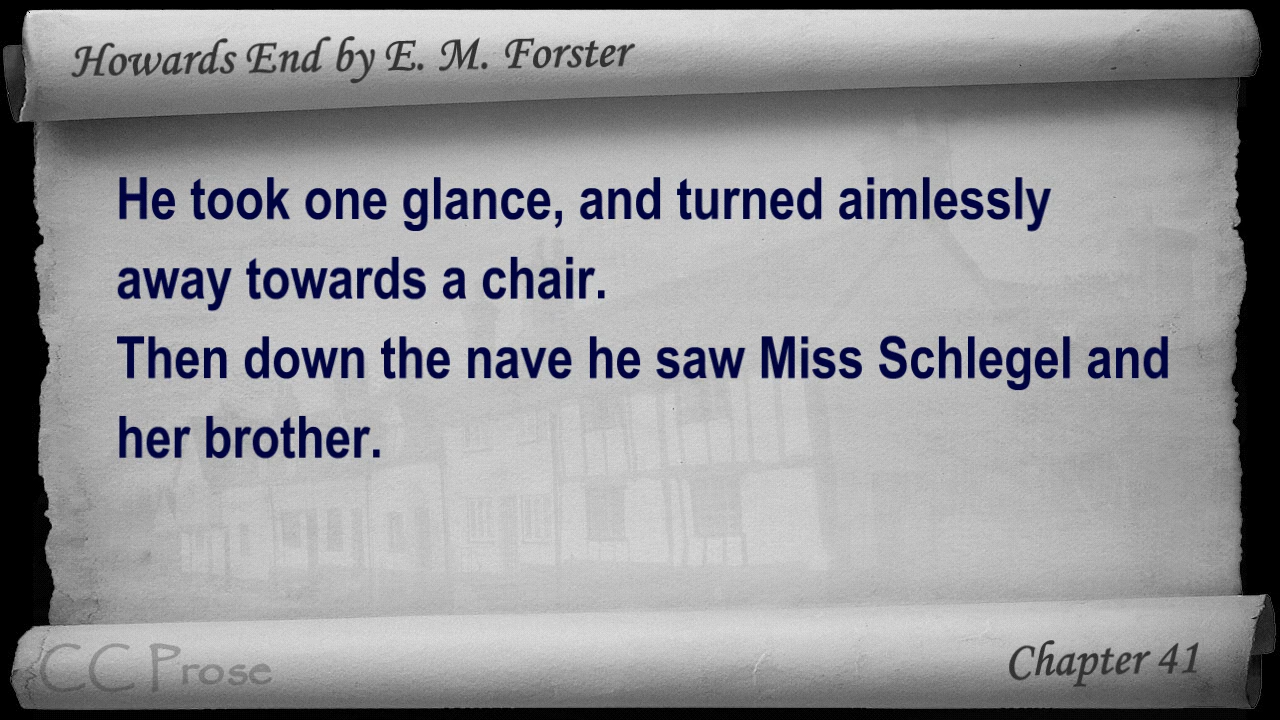 Howards End by E. M. Forster
He took one glance, and turned aimlessly
away towards a chair.
Then down the nave he saw Miss Schlegel and
her brother.
CC Prose
Chapter 41